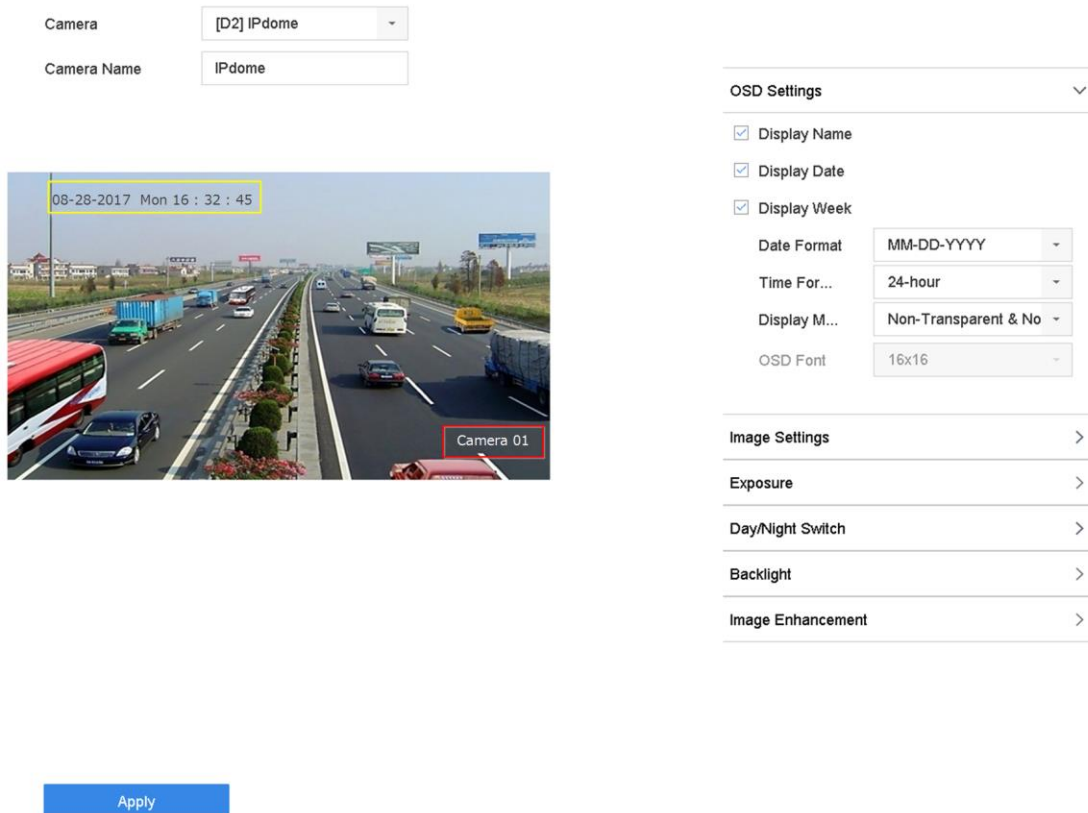 Camera [D2] IPdome
Camera Name IPdome
08-28-2017 Mon 16 : 32 : 45
Camera 01
OSD Settings
Display Name
Display Date
Display Week
Date Format MM-DD-YYYY
Time For... 24-hour
Display M... Non-Transparent & No
OSD Font 16x16
Image Settings
Exposure
Day/Night Switch
Backlight
Image Enhancement
Apply